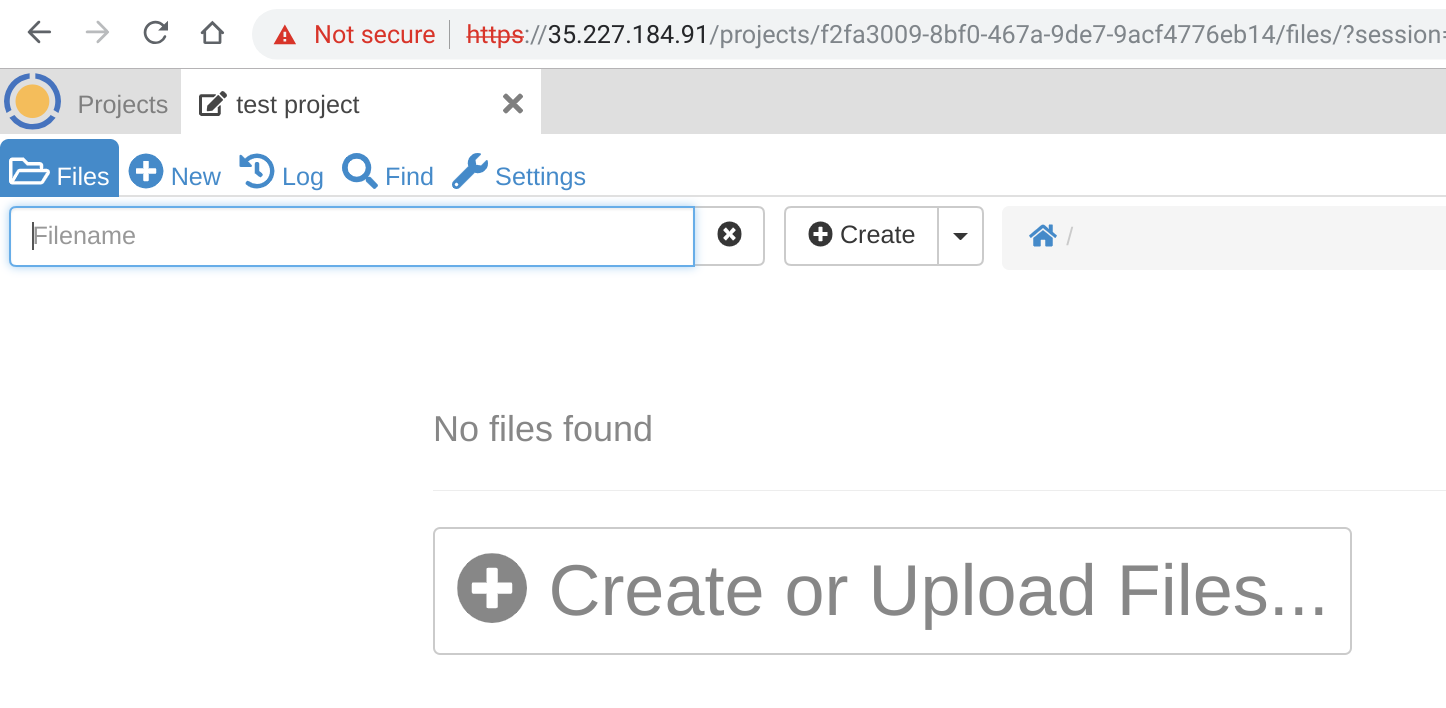 Not secure https://35.227.184.91/projects/f2fa3009-8bf0-467a-9de7-9acf4776eb14/files/?session=
Projects test project
Files New Log Find Settings
Filename Create /
No files found
Create or Upload Files...